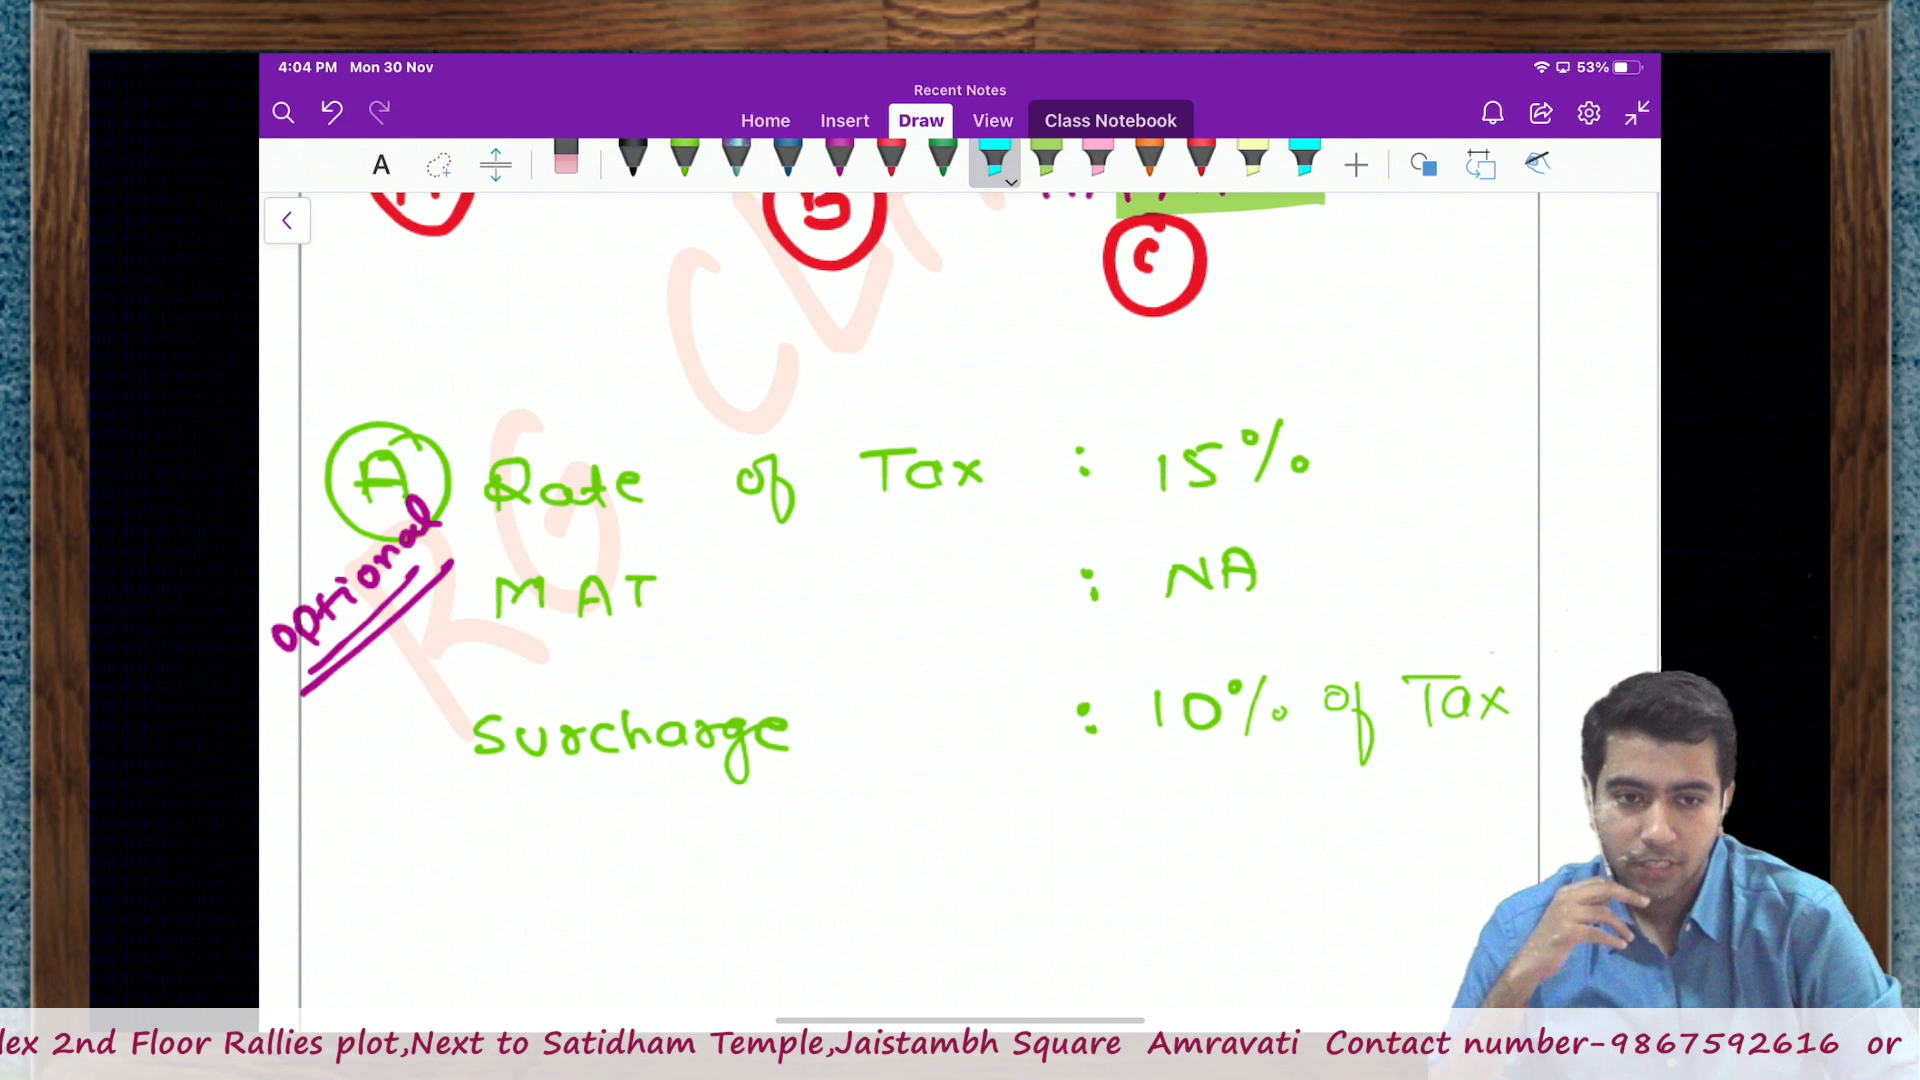 4:04 PM Mon 30 Nov
53%
Recent Notes
Home Insert Draw View Class Notebook
A
B
C
A Rate of Tax : 15%
optional
MAT : NA
Surcharge : 10% of Tax
RG
lex 2nd Floor Rallies plot,Next to Satidham Temple,Jaistambh Square Amravati Contact number-9867592616 or